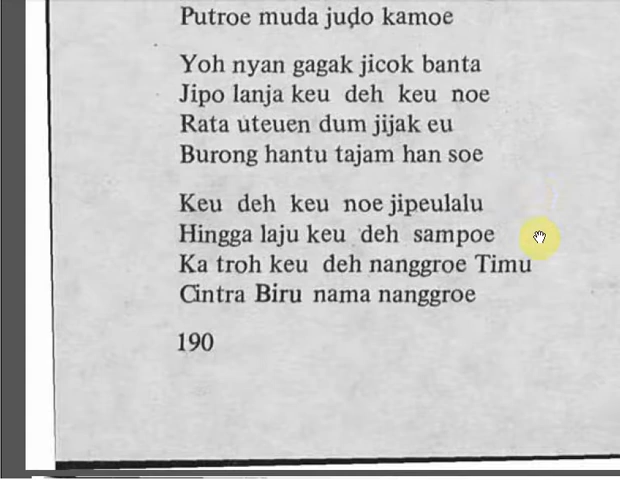 Putroe muda judo kamoe
Yoh nyan gagak jicok banta
Jipo lanja keu deh keu noe
Rata uteuen dum jijak eu
Burong hantu tajam han soe
Keu deh keu noe jipeulalu
Hingga laju keu deh sampoe
Ka troh keu deh nanggroe Timu
Cintra Biru nama nanggroe
190